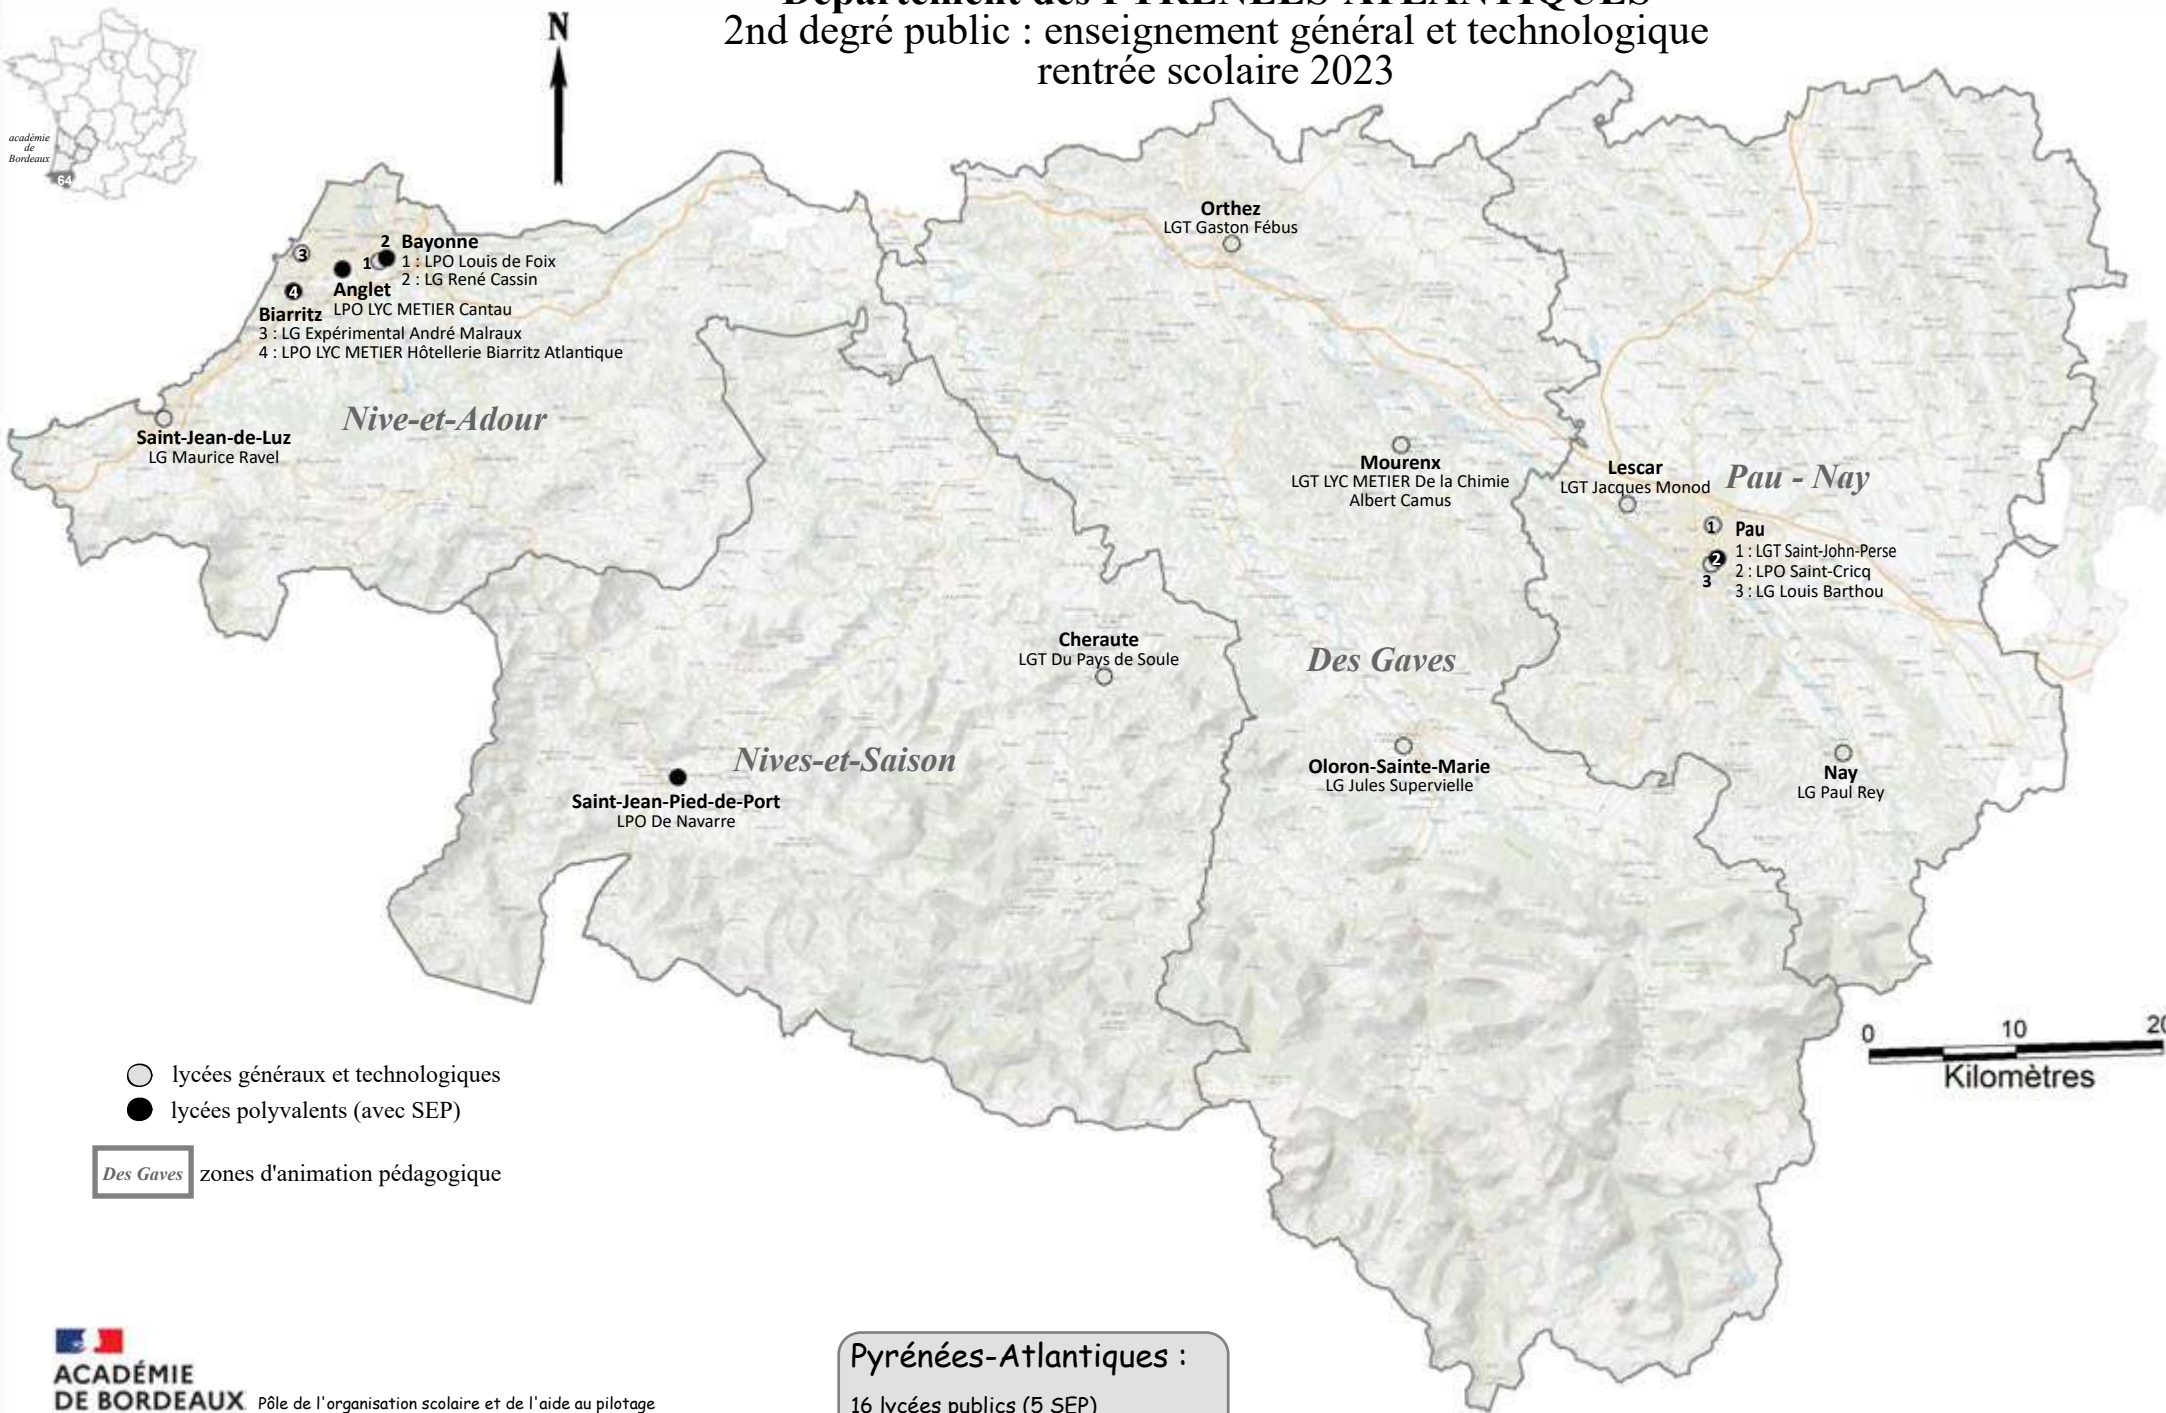 Département des PYRENEES-ATLANTIQUES
2nd degré public : enseignement général et technologique
rentrée scolaire 2023
N
académie
de
Bordeaux
64
Orthez
LGT Gaston Fébus
2 Bayonne
1 1 : LPO Louis de Foix
2 : LG René Cassin
3
4
Anglet
LPO LYC METIER Cantau
Biarritz
3 : LG Expérimental André Malraux
4 : LPO LYC METIER Hôtellerie Biarritz Atlantique
Nive-et-Adour
Saint-Jean-de-Luz
LG Maurice Ravel
Mourenx
LGT LYC METIER De la Chimie
Albert Camus
Lescar
LGT Jacques Monod
Pau - Nay
1 Pau
1 : LGT Saint-John-Perse
2 2 : LPO Saint-Cricq
3 3 : LG Louis Barthou
Cheraute
LGT Du Pays de Soule
Des Gaves
Nives-et-Saison
Oloron-Sainte-Marie
LG Jules Supervielle
Nay
LG Paul Rey
Saint-Jean-Pied-de-Port
LPO De Navarre
0 10 20
Kilomètres
lycées généraux et technologiques
lycées polyvalents (avec SEP)
Des Gaves zones d'animation pédagogique
ACADÉMIE
DE BORDEAUX Pôle de l'organisation scolaire et de l'aide au pilotage
Pyrénées-Atlantiques :
16 lycées publics (5 SEP)